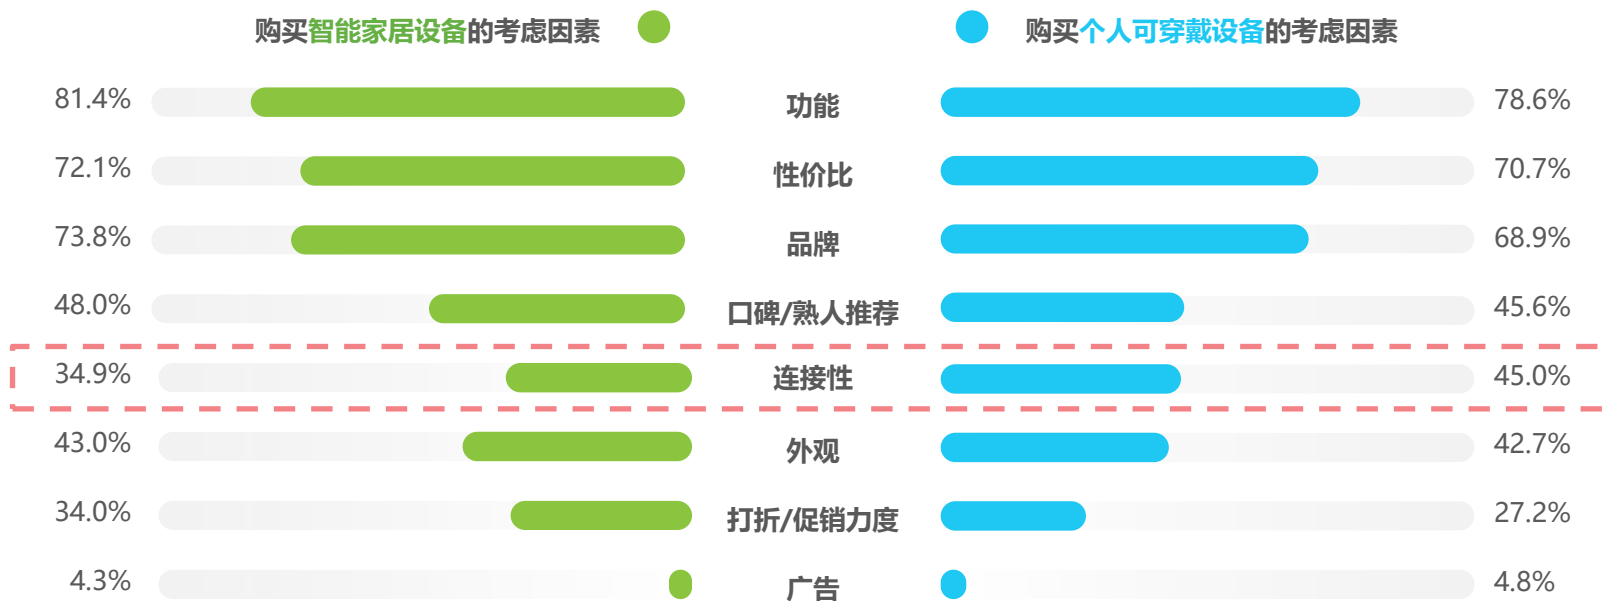 购买智能家居设备的考虑因素 购买个人可穿戴设备的考虑因素
81.4% 功能 78.6%
72.1% 性价比 70.7%
73.8% 品牌 68.9%
48.0% 口碑/熟人推荐 45.6%
34.9% 连接性 45.0%
43.0% 外观 42.7%
34.0% 打折/促销力度 27.2%
4.3% 广告 4.8%